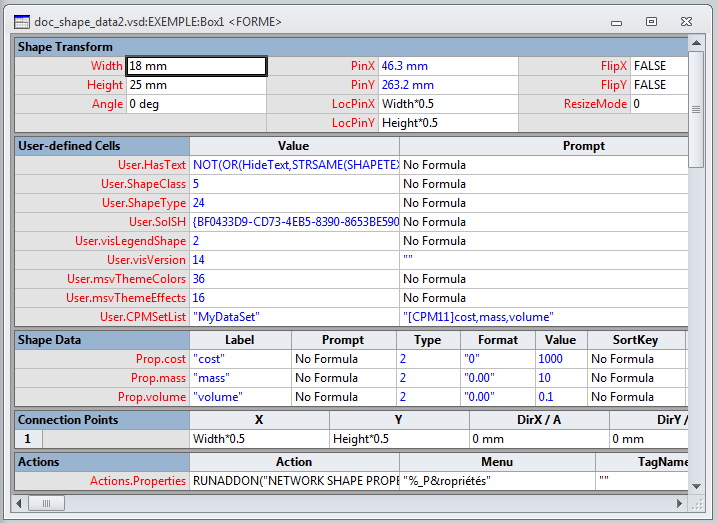 doc_shape_data2.vsd:EXEMPLE:Box1 <FORME>
Shape Transform
Width 18 mm PinX 46.3 mm FlipX FALSE
Height 25 mm PinY 263.2 mm FlipY FALSE
Angle 0 deg LocPinX Width*0.5 ResizeMode 0
LocPinY Height*0.5
User-defined Cells Value Prompt
User.HasText NOT(OR(HideText,STRSAME(SHAPETEX No Formula
User.ShapeClass 5 No Formula
User.ShapeType 24 No Formula
User.SolSH {BF0433D9-CD73-4EB5-8390-8653BE590 No Formula
User.visLegendShape 2 No Formula
User.visVersion 14 ""
User.msvThemeColors 36 No Formula
User.msvThemeEffects 16 No Formula
User.CPMSetList "MyDataSet" "[CPM11]cost,mass,volume"
Shape Data Label Prompt Type Format Value SortKey
Prop.cost "cost" No Formula 2 "0" 1000 No Formula
Prop.mass "mass" No Formula 2 "0.00" 10 No Formula
Prop.volume "volume" No Formula 2 "0.00" 0.1 No Formula
Connection Points X Y DirX / A DirY /
1 Width*0.5 Height*0.5 0 mm 0 mm
Actions Action Menu TagName
Actions.Properties RUNADDON("NETWORK SHAPE PROPE "%_P&ropriétés" ""